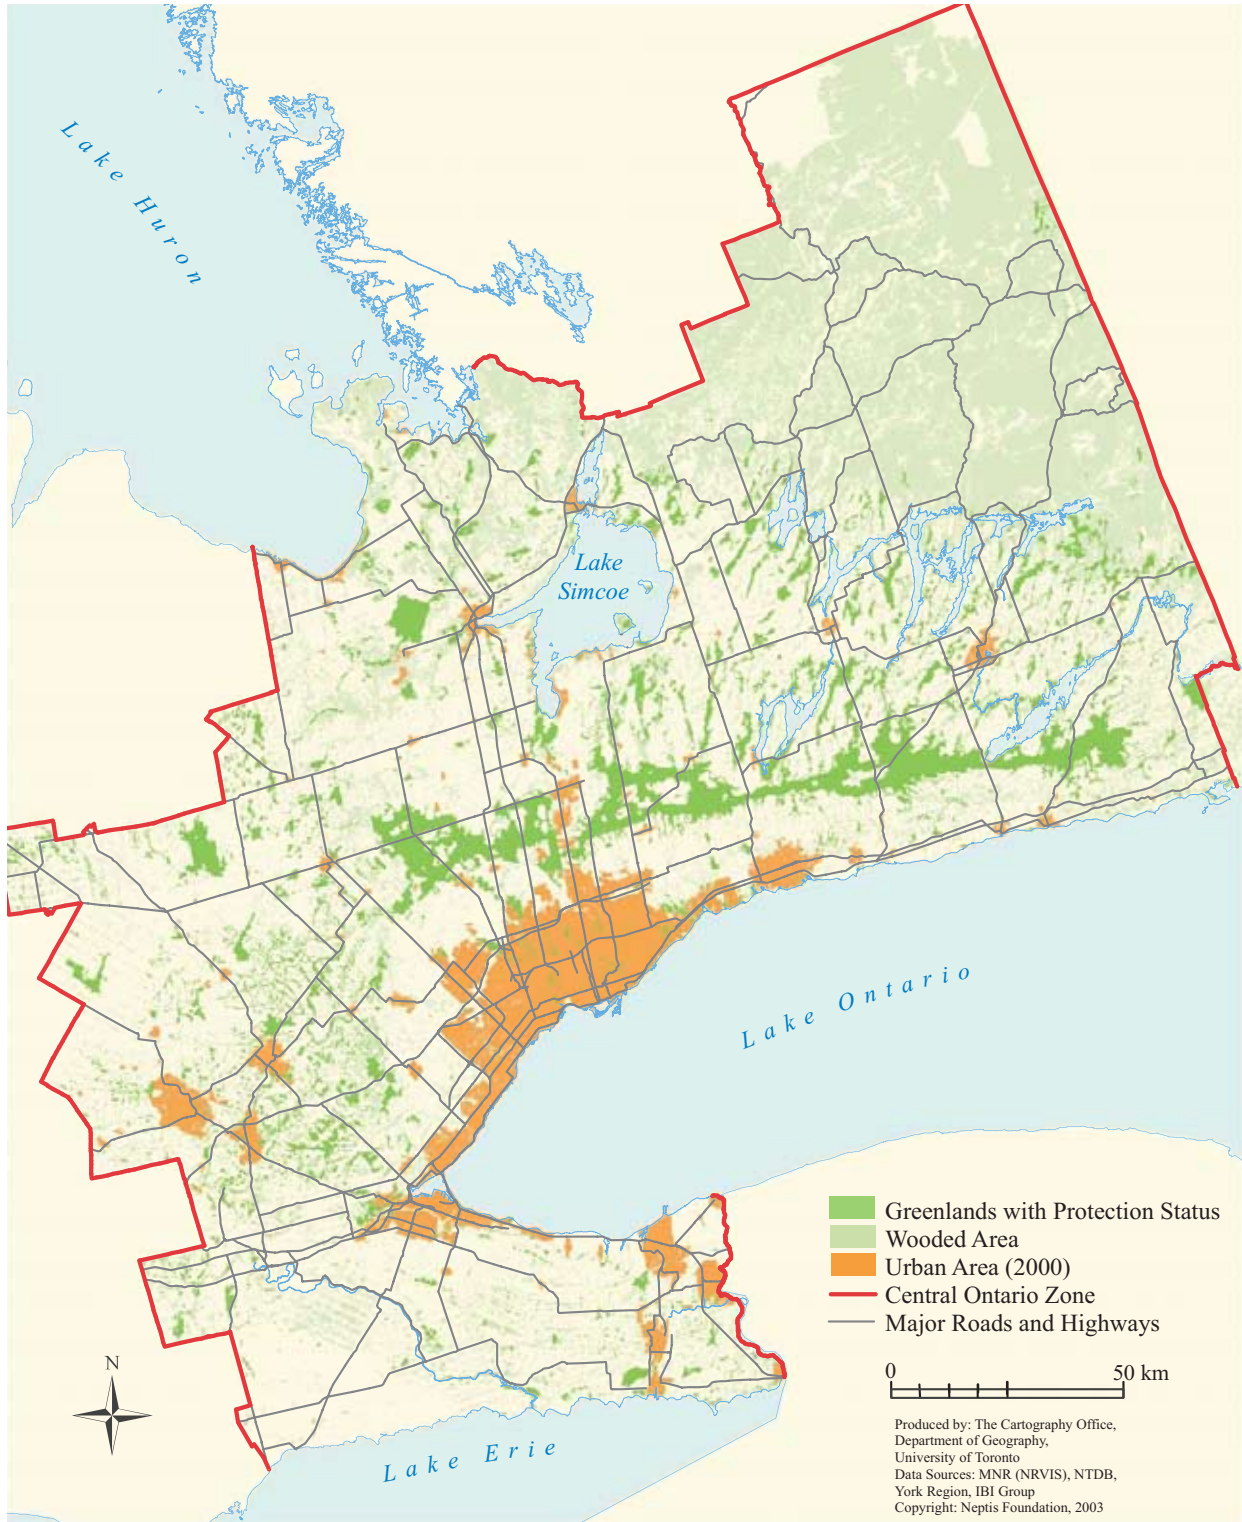 Lake Huron
Lake
Simcoe
Lake Ontario
Greenlands with Protection Status
Wooded Area
Urban Area (2000)
Central Ontario Zone
Major Roads and Highways
N
0 50 km
Lake Erie
Produced by: The Cartography Office,
Department of Geography,
University of Toronto
Data Sources: MNR (NRVIS), NTDB,
York Region, IBI Group
Copyright: Neptis Foundation, 2003